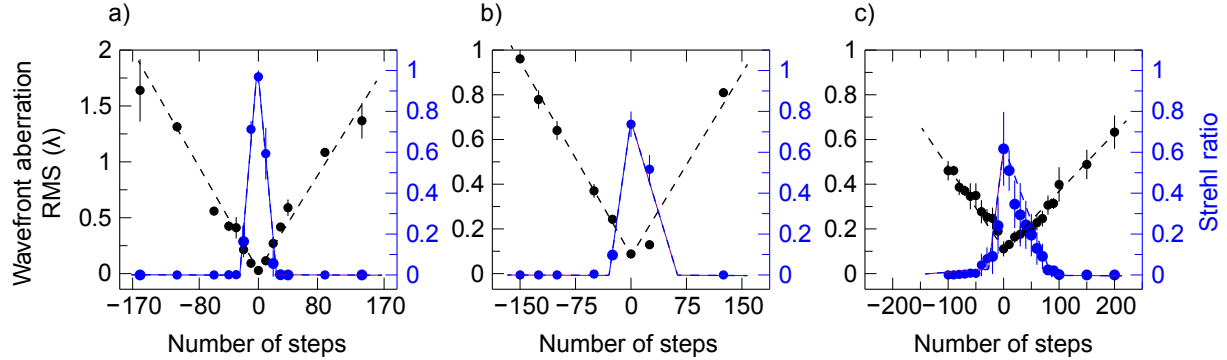 a)
b)
c)
Wavefront aberration
RMS (λ)
2
1.5
1
0.5
0
1
0.8
0.6
0.4
0.2
0
−170 −80 0 80 170
Number of steps
1
0.8
0.6
0.4
0.2
0
1
0.8
0.6
0.4
0.2
0
−150 −75 0 75 150
Number of steps
1
0.8
0.6
0.4
0.2
0
1
0.8
0.6
0.4
0.2
0
−200 −100 0 100 200
Number of steps
Strehl ratio